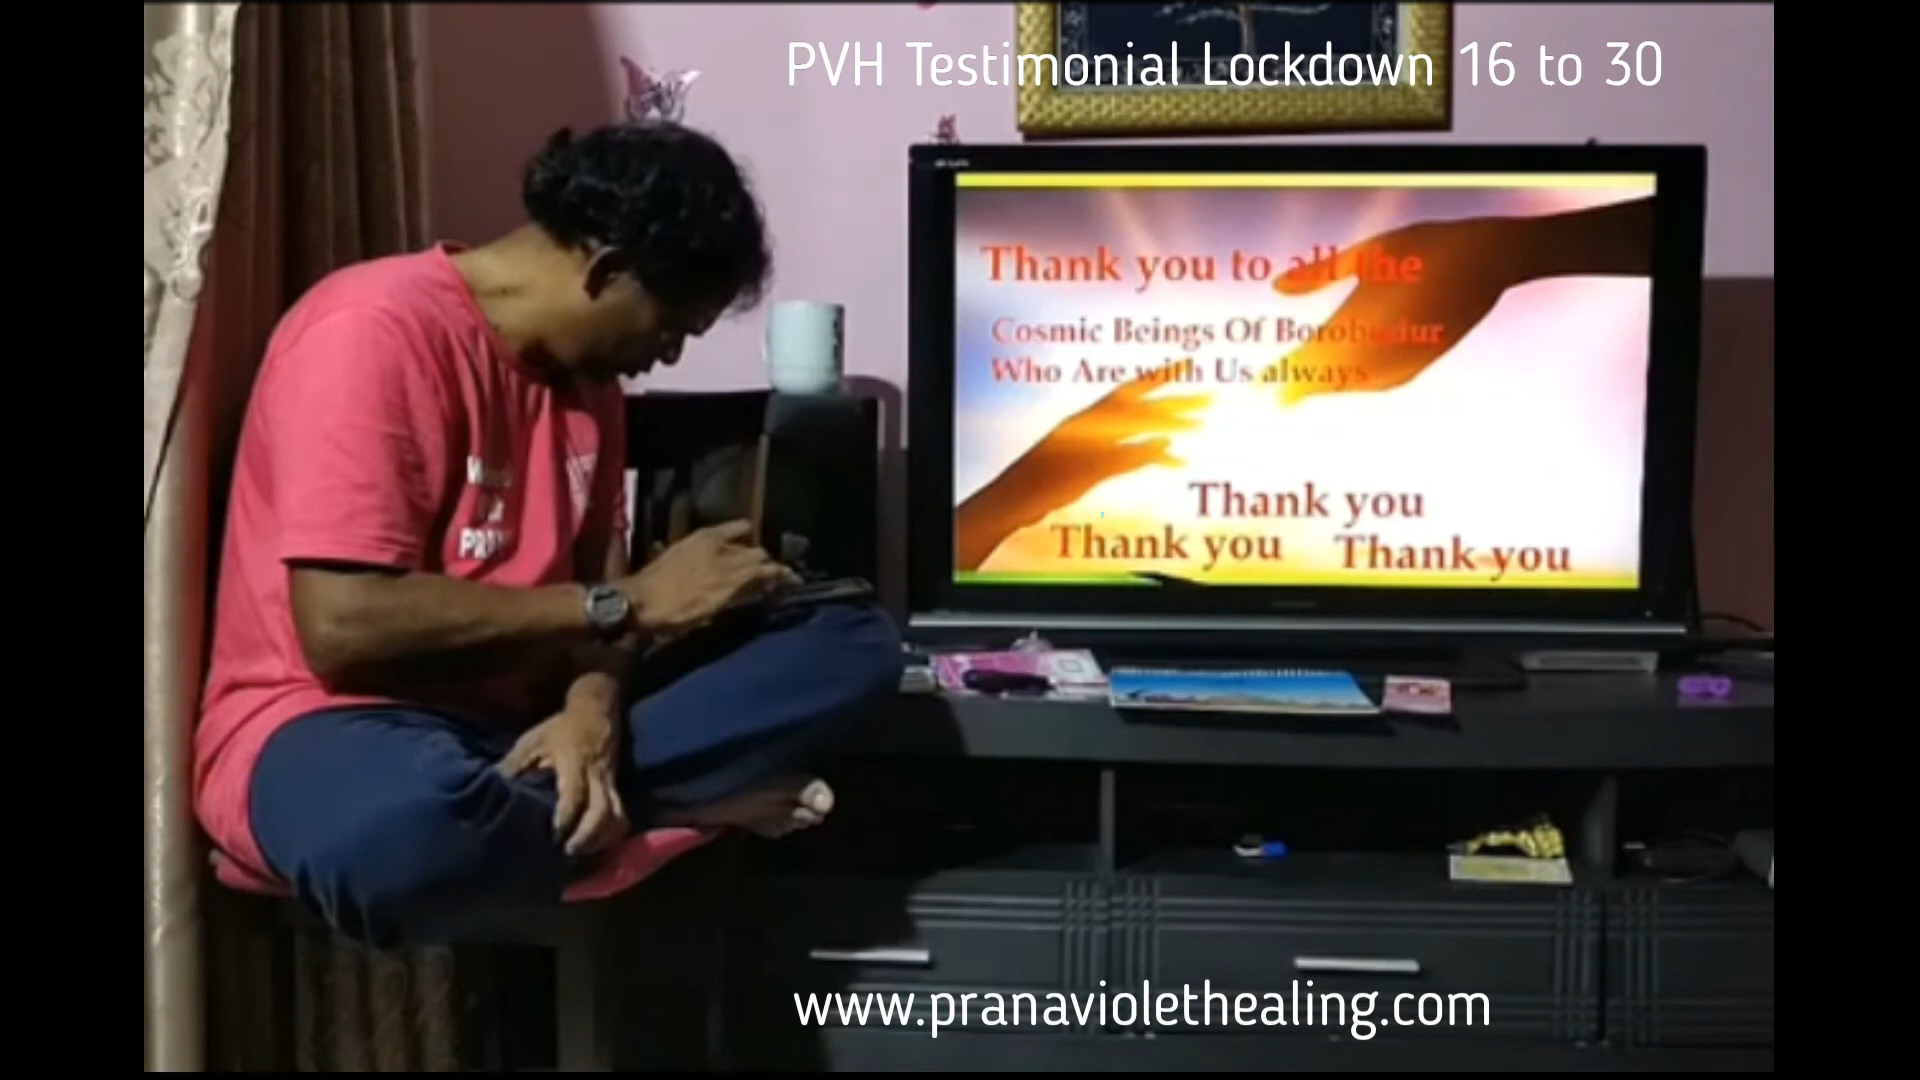 PVH Testimonial Lockdown 16 to 30
Thank you to all the
Cosmic Beings Of Borobudur
Who Are with Us always
Thank you
Thank you Thank you
www.pranaviolethealing.com